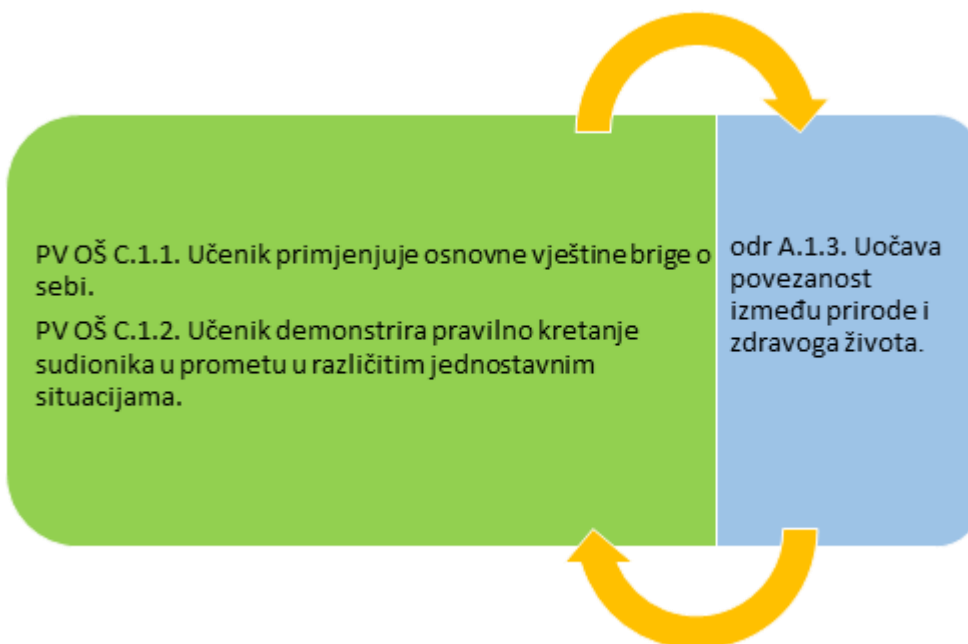 PV OŠ C.1.1. Učenik primjenjuje osnovne vještine brige o
sebi.
PV OŠ C.1.2. Učenik demonstrira pravilno kretanje
sudionika u prometu u različitim jednostavnim
situacijama.
odr A.1.3. Uočava
povezanost
između prirode i
zdravoga života.